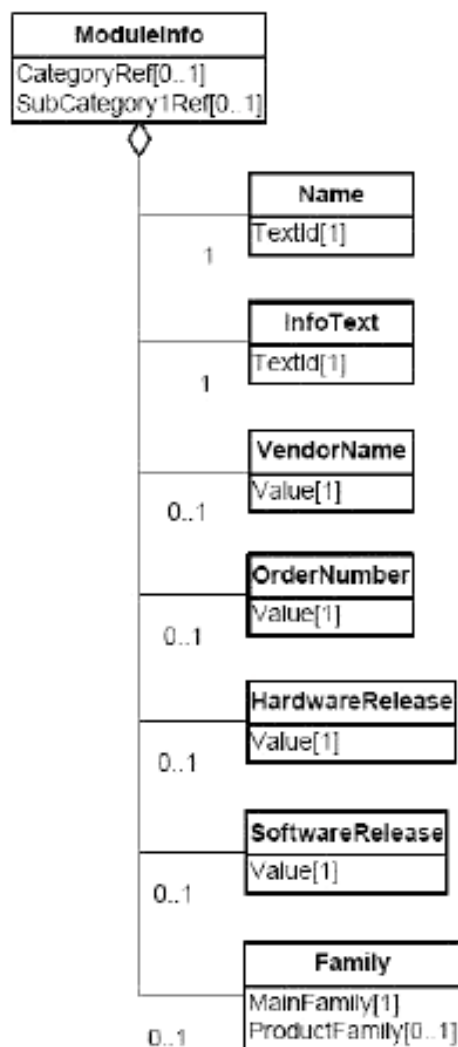 ModuleInfo
CategoryRef[0..1]
SubCategory1Ref[0..1]
Name
TextId[1]
1
InfoText
TextId[1]
1
VendorName
Value[1]
0..1
OrderNumber
Value[1]
0..1
HardwareRelease
Value[1]
0..1
SoftwareRelease
Value[1]
0..1
Family
MainFamily[1]
ProductFamily[0..1]
0..1